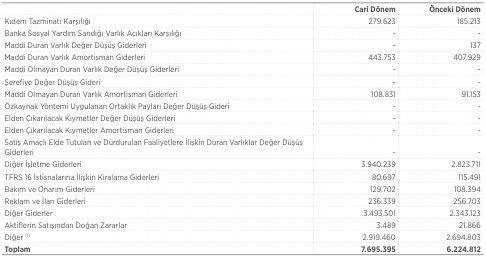 Cari Dönem Önceki Dönem
Kıdem Tazminatı Karşılığı 279.623 185.213
Banka Sosyal Yardım Sandığı Varlık Açıkları Karşılığı - -
Maddi Duran Varlık Değer Düşüş Giderleri - 137
Maddi Duran Varlık Amortisman Giderleri 443.753 407.929
Maddi Olmayan Duran Varlık Değer Düşüş Giderleri - -
Şerefiye Değer Düşüş Gideri - -
Maddi Olmayan Duran Varlık Amortisman Giderleri 108.831 91.153
Özkaynak Yöntemi Uygulanan Ortaklık Payları Değer Düşüş Gideri - -
Elden Çıkarılacak Kıymetler Değer Düşüş Giderleri - -
Elden Çıkarılacak Kıymetler Amortisman Giderleri - -
Satış Amaçlı Elde Tutulan ve Durdurulan Faaliyetlere İlişkin Duran Varlıklar Değer Düşüş
Giderleri - -
Diğer İşletme Giderleri 3.940.239 2.823.711
TFRS 16 İstisnalarına İlişkin Kiralama Giderleri 80.697 115.491
Bakım ve Onarım Giderleri 129.702 108.394
Reklam ve İlan Giderleri 236.339 256.703
Diğer Giderler 3.493.501 2.343.123
Aktiflerin Satışından Doğan Zararlar 3.489 21.866
Diğer 2.919.460 2.694.803
Toplam 7.695.395 6.224.812